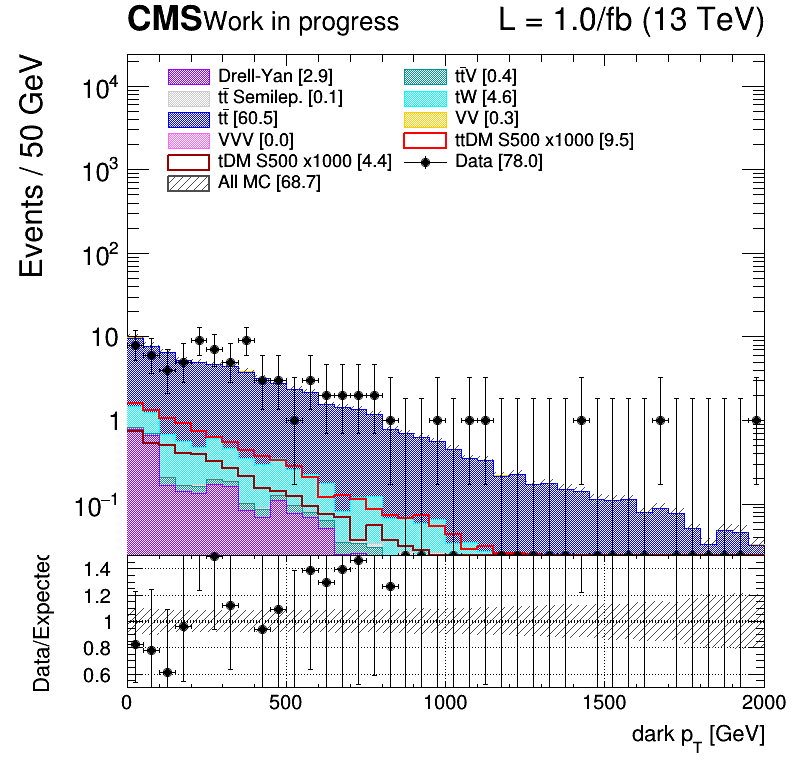 CMS Work in progress L = 1.0/fb (13 TeV)
Events / 50 GeV
Drell-Yan [2.9] tt̄V [0.4]
tt̄ Semilep. [0.1] tW [4.6]
tt̄ [60.5] VV [0.3]
VVV [0.0] ttDM S500 x1000 [9.5]
tDM S500 x1000 [4.4] Data [78.0]
All MC [68.7]
10⁴
10³
10²
10
1
10⁻¹
Data/Expected
1.4
1.2
1
0.8
0.6
0 500 1000 1500 2000
dark p_T [GeV]